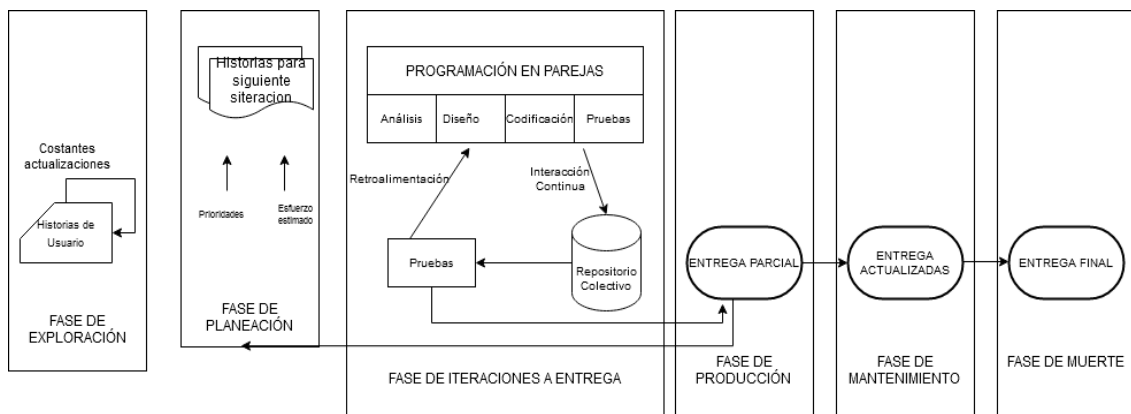 Costantes
actualizaciones
Historias de
Usuario
FASE DE
EXPLORACIÓN
Historias para
siguiente
siteracion
Prioridades
Esfuerzo
estimado
FASE DE
PLANEACIÓN
PROGRAMACIÓN EN PAREJAS
Análisis
Diseño
Codificación
Pruebas
Retroalimentación
Interacción
Continua
Pruebas
Repositorio
Colectivo
FASE DE ITERACIONES A ENTREGA
ENTREGA PARCIAL
FASE DE
PRODUCCIÓN
ENTREGA
ACTUALIZADAS
FASE DE
MANTENIMIENTO
ENTREGA FINAL
FASE DE MUERTE